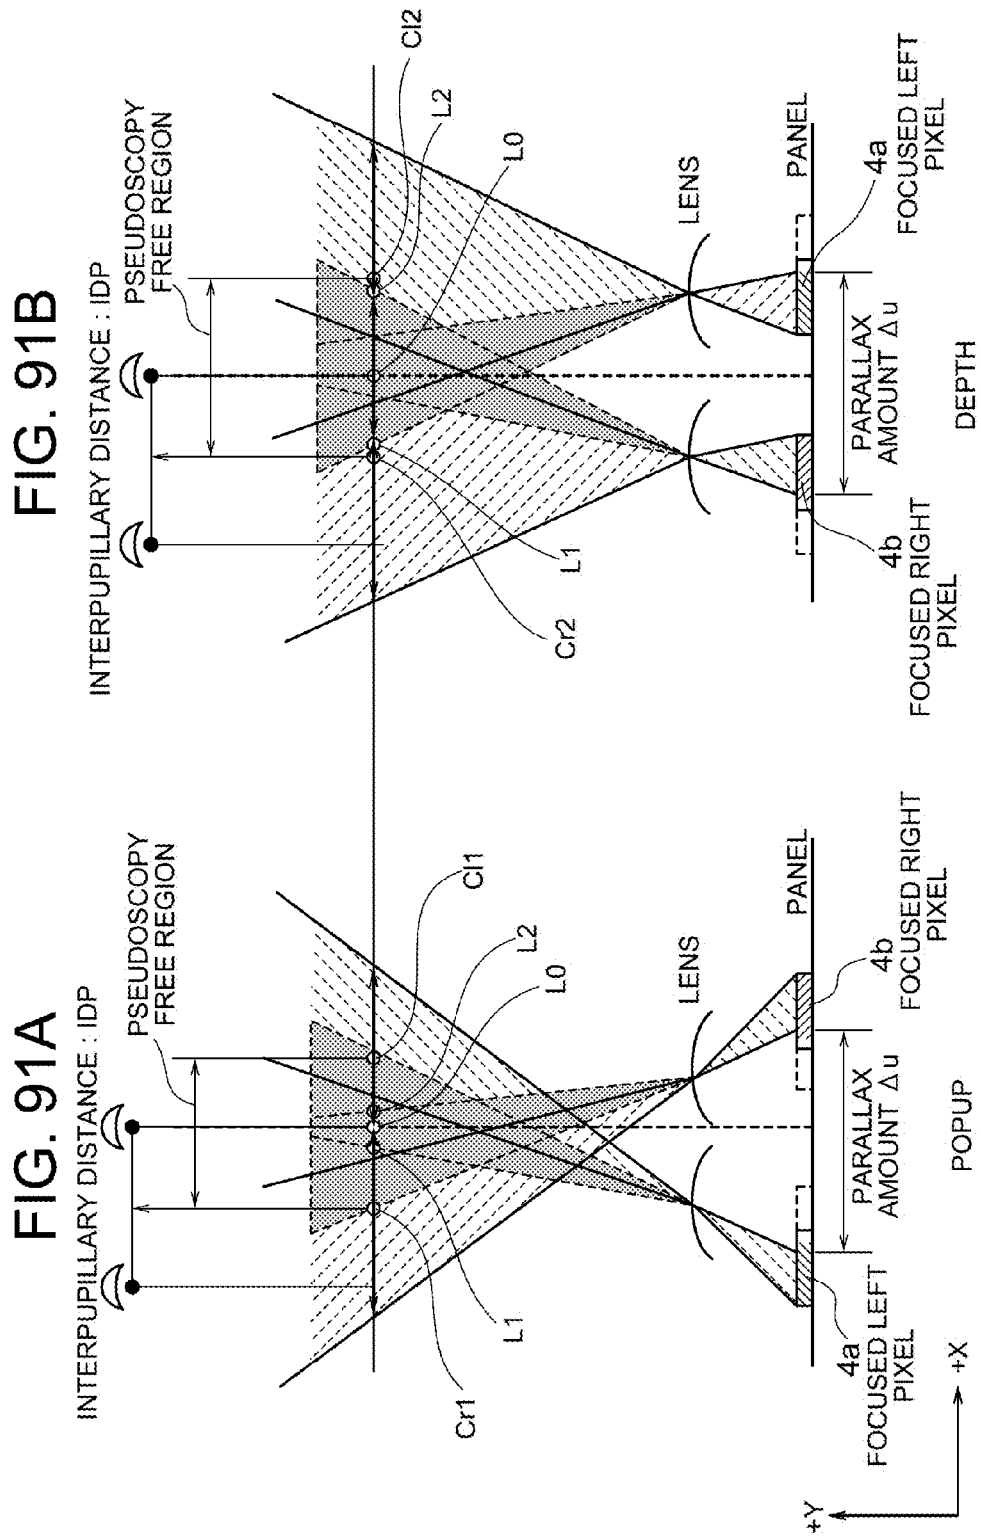 FIG. 91A
INTERPUPILLARY DISTANCE : IDP
PSEUDOSCOPY
FREE REGION
Cr1
L1
Cl1
L2
L0
LENS
PANEL
4a
FOCUSED LEFT
PIXEL
PARALLAX
AMOUNT Δu
4b
FOCUSED RIGHT
PIXEL
POPUP
+Y
+X
FIG. 91B
INTERPUPILLARY DISTANCE : IDP
PSEUDOSCOPY
FREE REGION
Cr2
L1
Cl2
L2
L0
LENS
PANEL
4b
FOCUSED RIGHT
PIXEL
PARALLAX
AMOUNT Δu
4a
FOCUSED LEFT
PIXEL
DEPTH